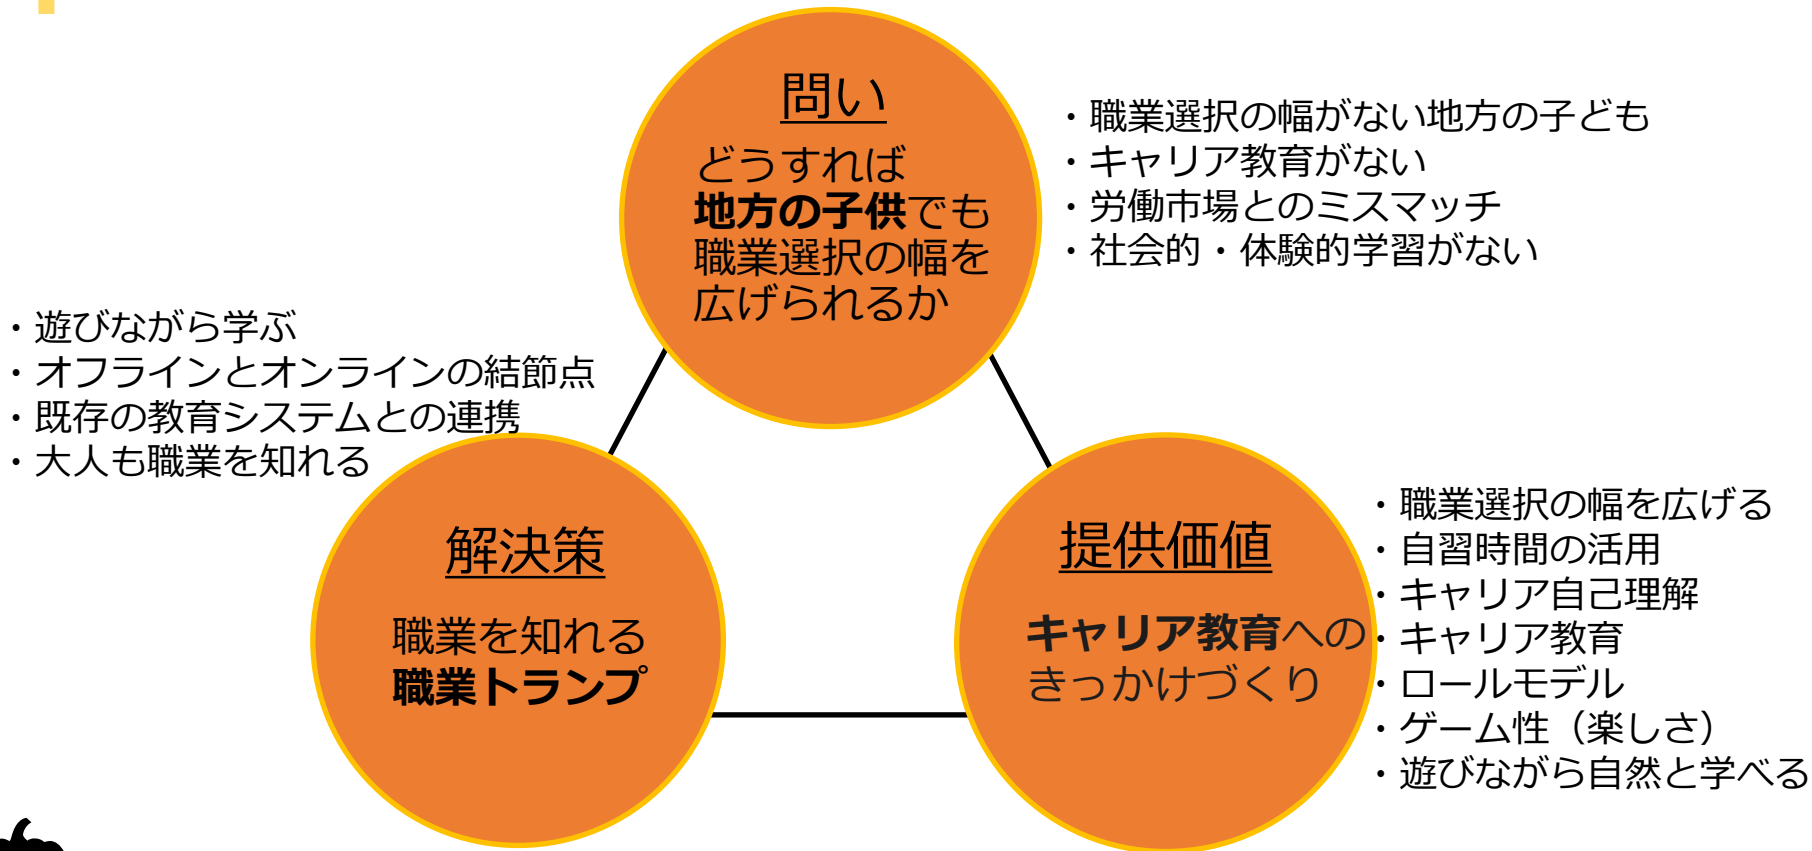 問い
どうすれば
地方の子供でも
職業選択の幅を
広げられるか
・職業選択の幅がない地方の子ども
・キャリア教育がない
・労働市場とのミスマッチ
・社会的・体験的学習がない
・遊びながら学ぶ
・オフラインとオンラインの結節点
・既存の教育システムとの連携
・大人も職業を知れる
解決策
職業を知れる
職業トランプ
提供価値
キャリア教育への
きっかけづくり
・職業選択の幅を広げる
・自習時間の活用
・キャリア自己理解
・キャリア教育
・ロールモデル
・ゲーム性（楽しさ）
・遊びながら自然と学べる